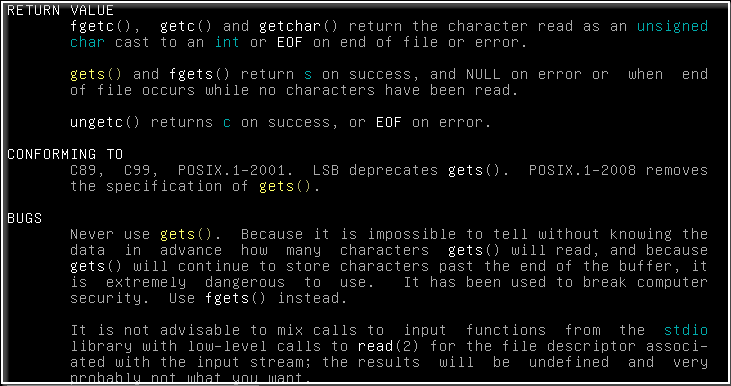 RETURN VALUE
fgetc(), getc() and getchar() return the character read as an unsigned
char cast to an int or EOF on end of file or error.
gets() and fgets() return s on success, and NULL on error or when end
of file occurs while no characters have been read.
ungetc() returns c on success, or EOF on error.
CONFORMING TO
C89, C99, POSIX.1-2001. LSB deprecates gets(). POSIX.1-2008 removes
the specification of gets().
BUGS
Never use gets(). Because it is impossible to tell without knowing the
data in advance how many characters gets() will read, and because
gets() will continue to store characters past the end of the buffer, it
is extremely dangerous to use. It has been used to break computer
security. Use fgets() instead.
It is not advisable to mix calls to input functions from the stdio
library with low-level calls to read(2) for the file descriptor associ-
ated with the input stream; the results will be undefined and very
probably not what you want.